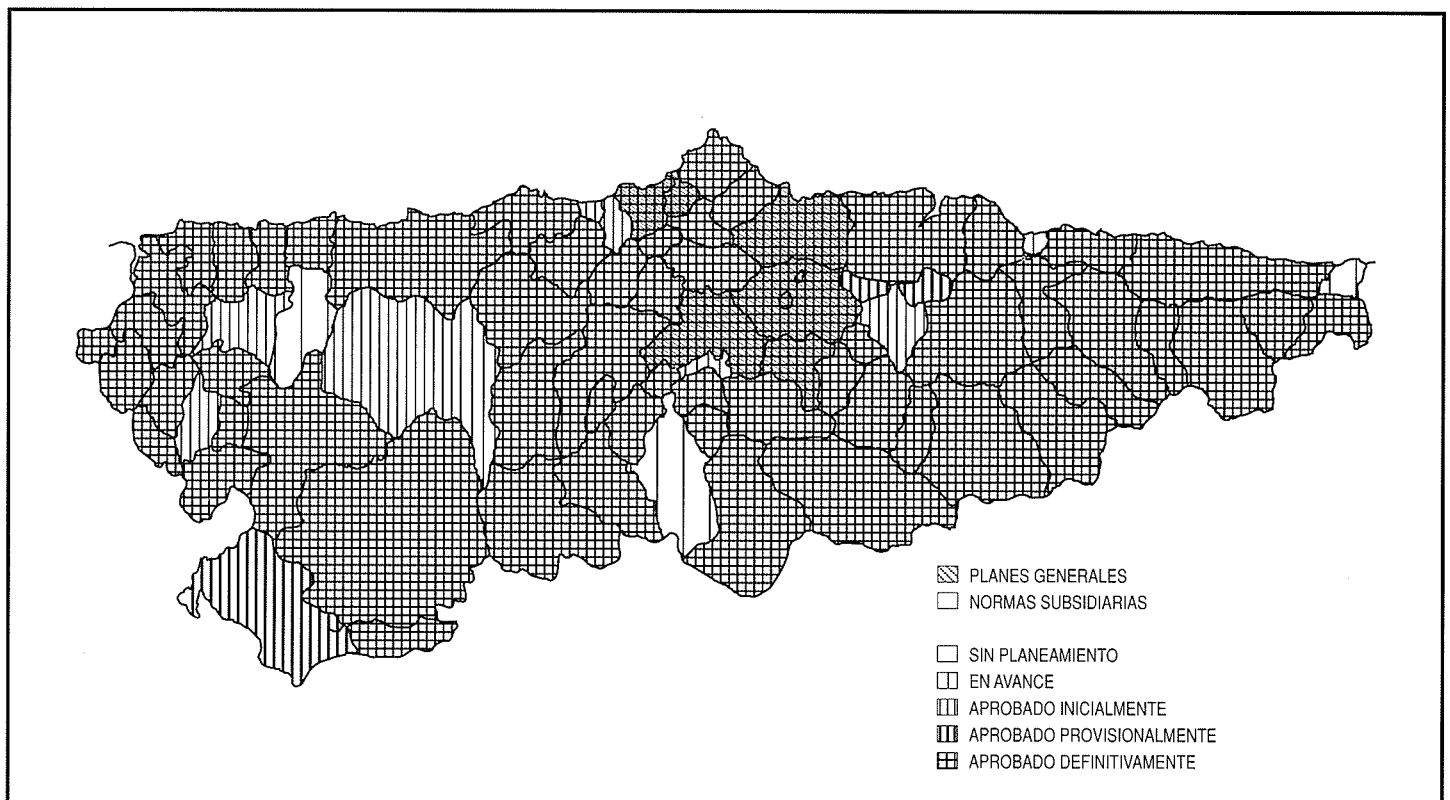 PLANES GENERALES
NORMAS SUBSIDIARIAS
SIN PLANEAMIENTO
EN AVANCE
APROBADO INICIALMENTE
APROBADO PROVISIONALMENTE
APROBADO DEFINITIVAMENTE